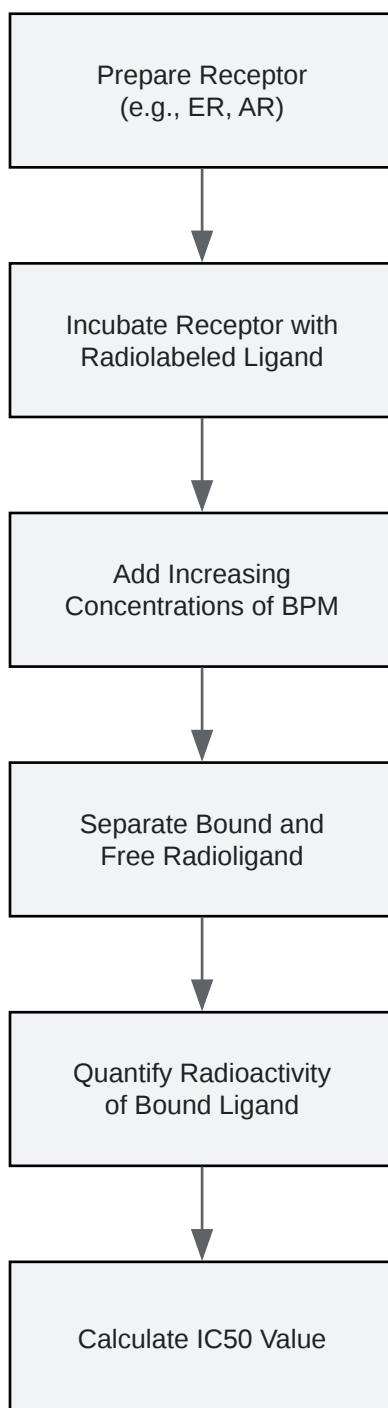 Prepare Receptor
(e.g., ER, AR)
Incubate Receptor with
Radiolabeled Ligand
Add Increasing
Concentrations of BPM
Separate Bound and
Free Radioligand
Quantify Radioactivity
of Bound Ligand
Calculate IC50 Value